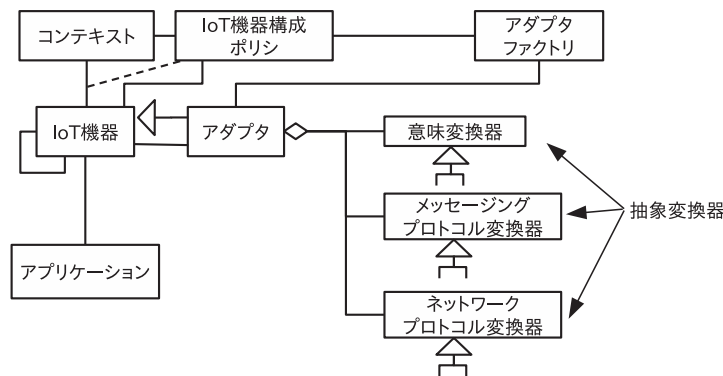 コンテキスト
IoT機器構成
ポリシ
アダプタ
ファクトリ
IoT機器
アダプタ
意味変換器
メッセージング
プロトコル変換器
抽象変換器
アプリケーション
ネットワーク
プロトコル変換器